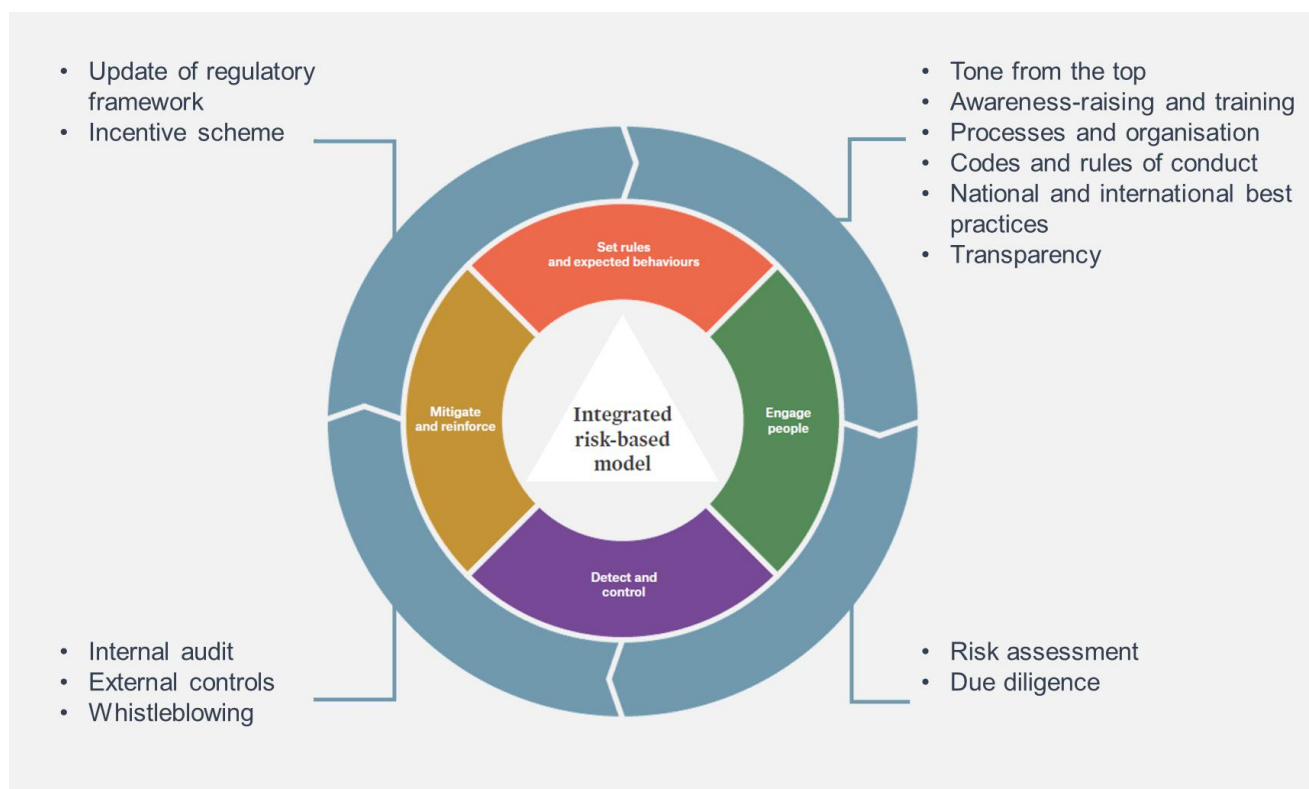 • Update of regulatory
framework
• Incentive scheme
• Tone from the top
• Awareness-raising and training
• Processes and organisation
• Codes and rules of conduct
• National and international best
practices
• Transparency
Set rules
and expected behaviours
Mitigate
and reinforce
Integrated
risk-based
model
Engage
people
Detect and
control
• Internal audit
• External controls
• Whistleblowing
• Risk assessment
• Due diligence